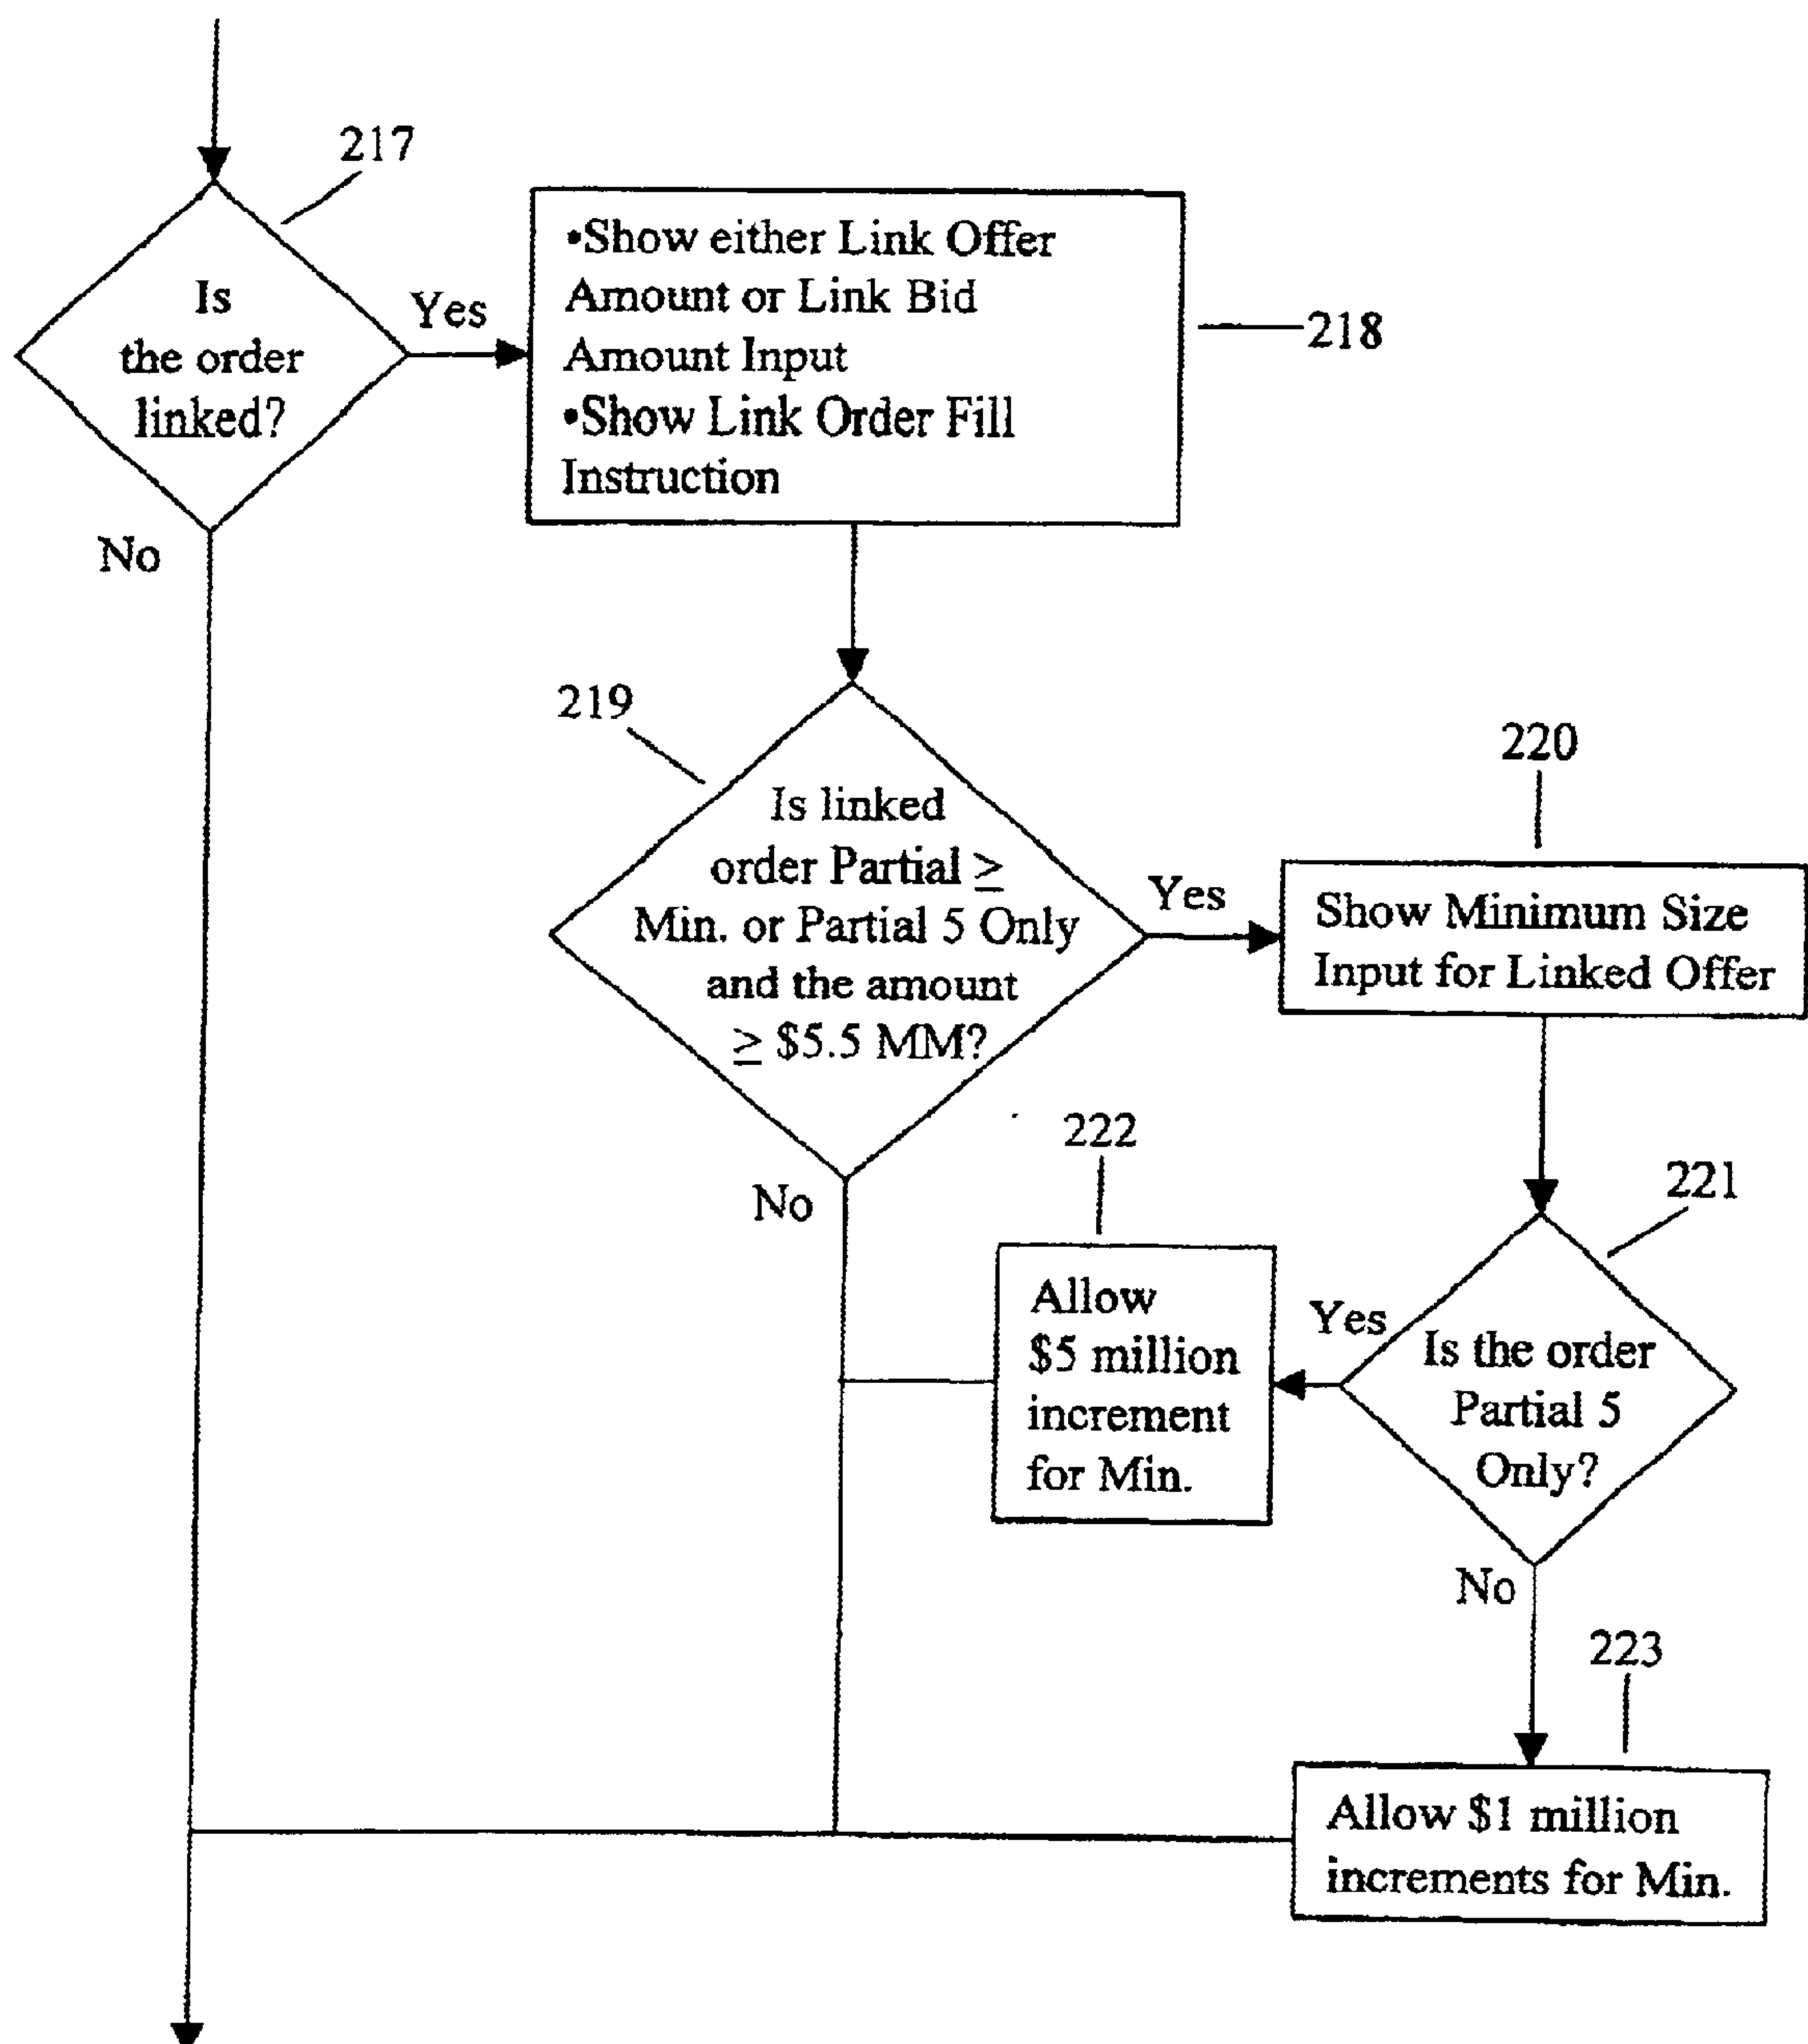 217
Is
the order
linked?
Yes
No
•Show either Link Offer
Amount or Link Bid
Amount Input
•Show Link Order Fill
Instruction
218
219
Is linked
order Partial ≥
Min. or Partial 5 Only
and the amount
≥ $5.5 MM?
Yes
No
220
Show Minimum Size
Input for Linked Offer
221
Is the order
Partial 5
Only?
Yes
No
222
Allow
$5 million
increment
for Min.
223
Allow $1 million
increments for Min.